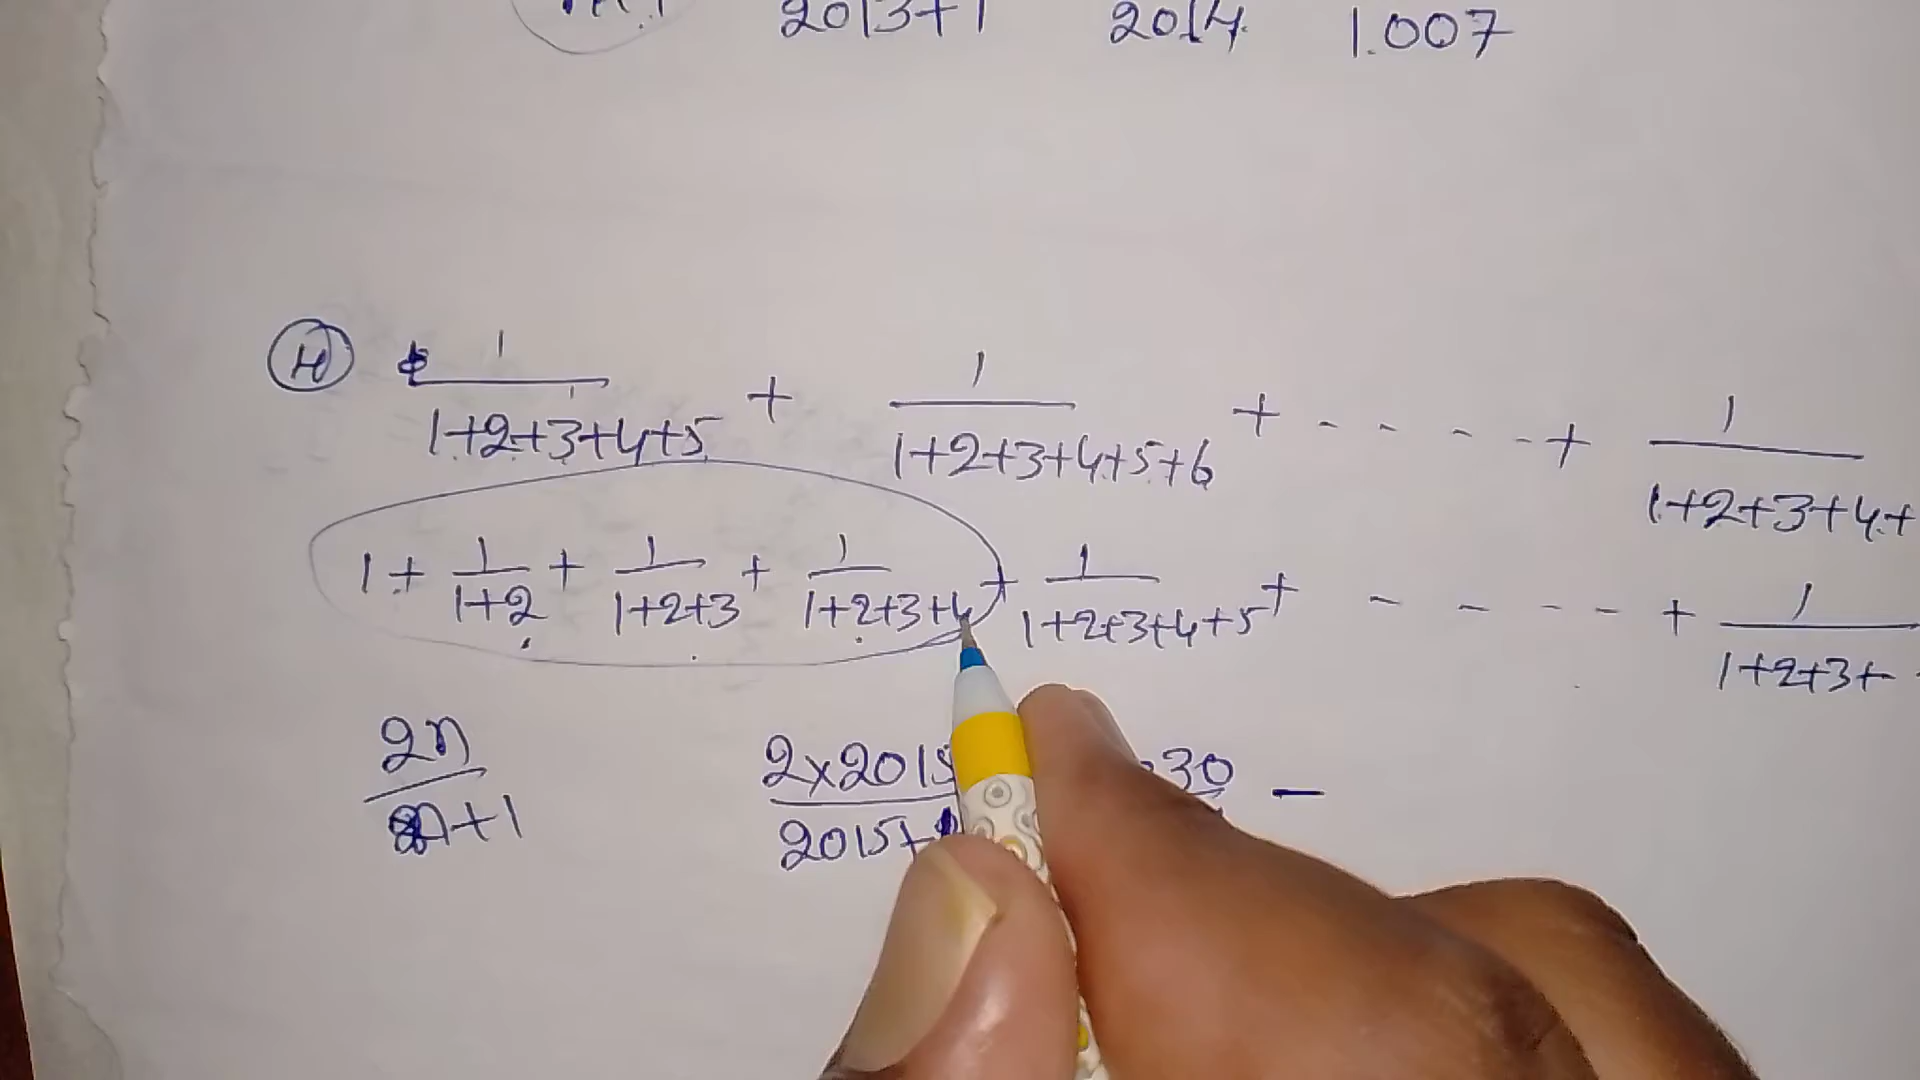 2013+1 2014 1.007
1/(1+2+3+4+5) + 1/(1+2+3+4+5+6) + - - - - + 1/(1+2+3+4+
1 + 1/(1+2) + 1/(1+2+3) + 1/(1+2+3+4) + 1/(1+2+3+4+5) + - - - - + 1/(1+2+3+
2n/(n+1) 2×2015/(2015+ 30 −